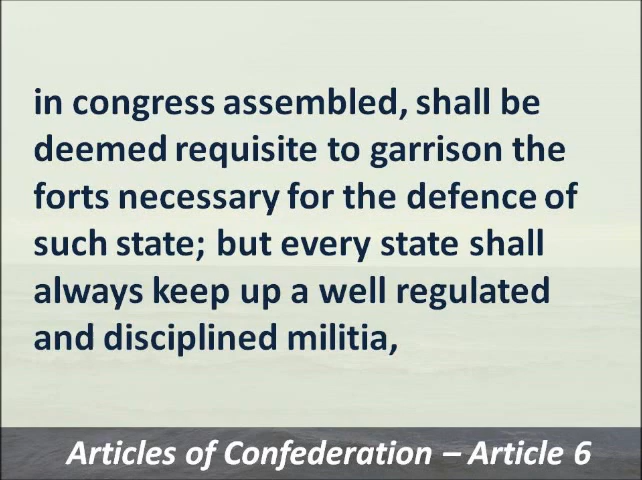 in congress assembled, shall be
deemed requisite to garrison the
forts necessary for the defence of
such state; but every state shall
always keep up a well regulated
and disciplined militia,
Articles of Confederation – Article 6